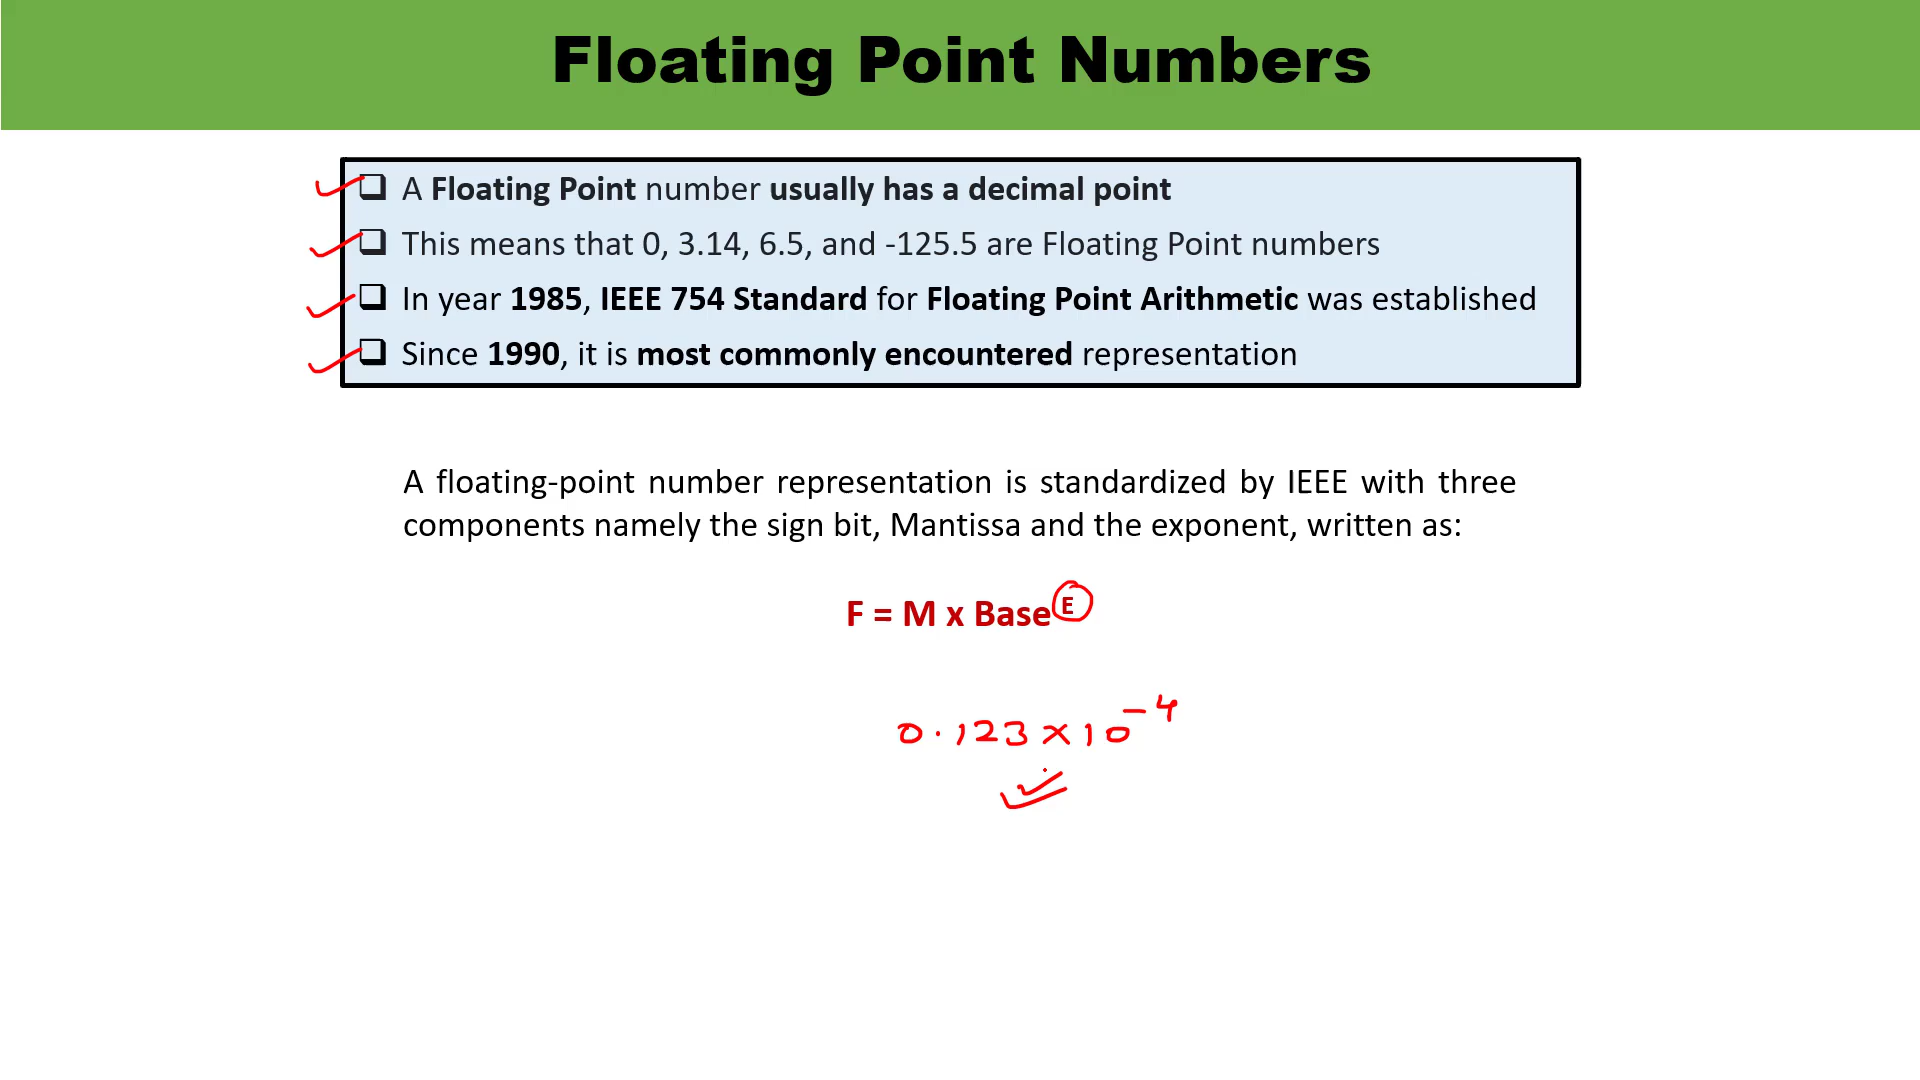 Floating Point Numbers
A Floating Point number usually has a decimal point
This means that 0, 3.14, 6.5, and -125.5 are Floating Point numbers
In year 1985, IEEE 754 Standard for Floating Point Arithmetic was established
Since 1990, it is most commonly encountered representation
A floating-point number representation is standardized by IEEE with three
components namely the sign bit, Mantissa and the exponent, written as:
F = M x Base^E
0.123 × 10^-4